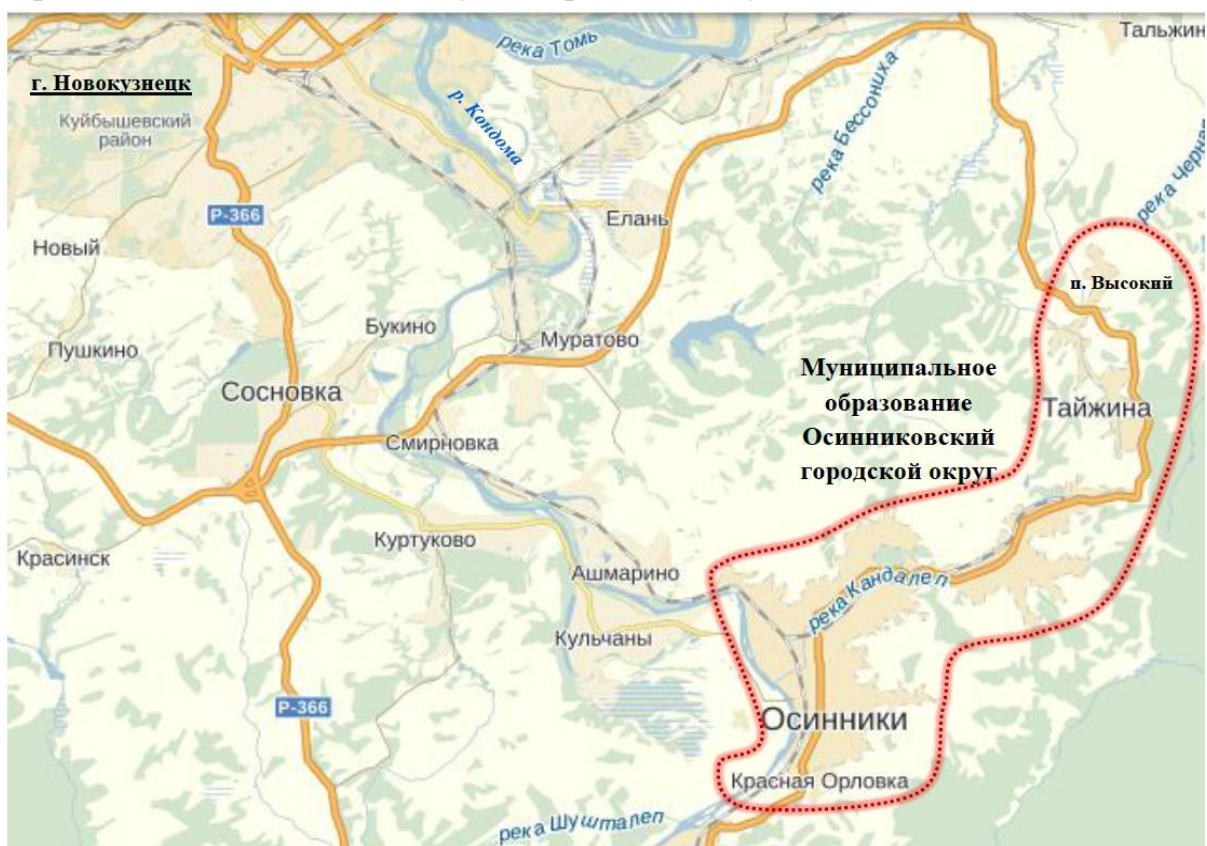 река Томь
Тальжин
г. Новокузнецк
Куйбышевский
район
р. Кондома
река Бессониха
река Черная
Р-366
Елань
Новый
п. Высокий
Букино
Муратово
Пушкино
Сосновка
Муниципальное
образование
Осинниковский
городской округ
Тайжина
Смирновка
Куртуково
Красинск
Ашмарино
река Кандалеп
Кульчаны
Р-366
Осинники
Красная Орловка
река Шушталеп